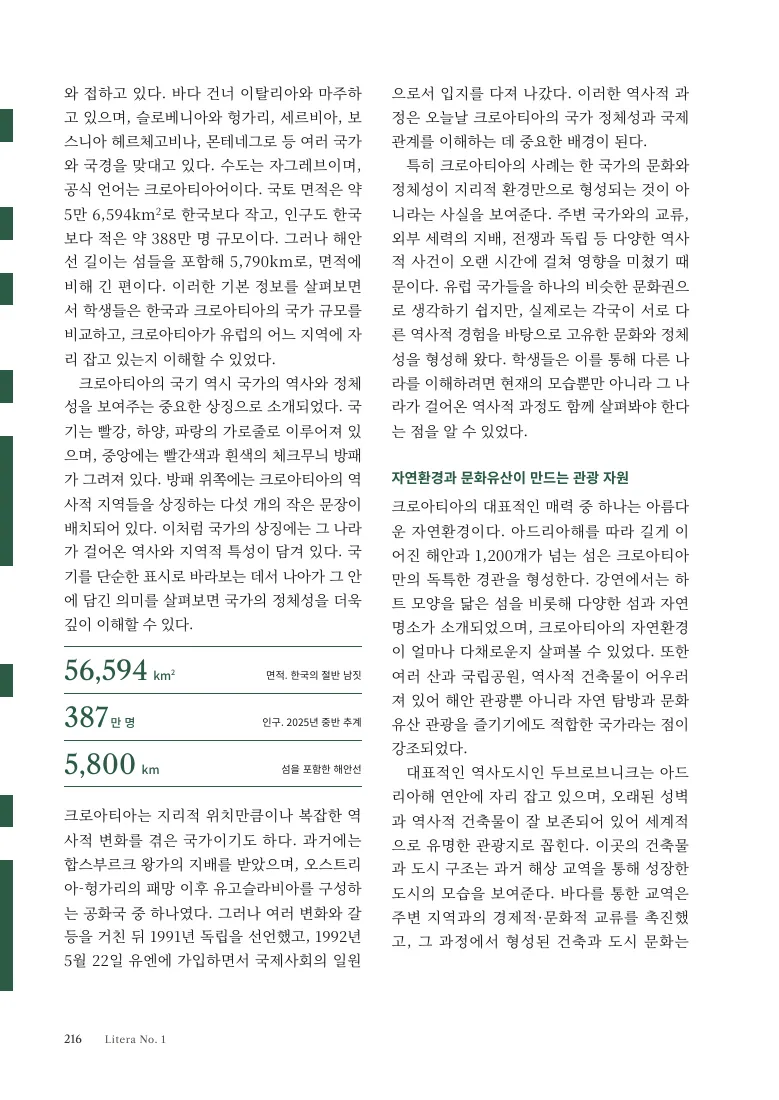 와 접하고 있다. 바다 건너 이탈리아와 마주하
고 있으며, 슬로베니아와 헝가리, 세르비아, 보
스니아 헤르체고비나, 몬테네그로 등 여러 국가
와 국경을 맞대고 있다. 수도는 자그레브이며,
공식 언어는 크로아티아어이다. 국토 면적은 약
5만 6,594km²로 한국보다 작고, 인구도 한국
보다 적은 약 388만 명 규모이다. 그러나 해안
선 길이는 섬들을 포함해 5,790km로, 면적에
비해 긴 편이다. 이러한 기본 정보를 살펴보면
서 학생들은 한국과 크로아티아의 국가 규모를
비교하고, 크로아티아가 유럽의 어느 지역에 자
리 잡고 있는지 이해할 수 있었다.
크로아티아의 국기 역시 국가의 역사와 정체
성을 보여주는 중요한 상징으로 소개되었다. 국
기는 빨강, 하양, 파랑의 가로줄로 이루어져 있
으며, 중앙에는 빨간색과 흰색의 체크무늬 방패
가 그려져 있다. 방패 위쪽에는 크로아티아의 역
사적 지역들을 상징하는 다섯 개의 작은 문장이
배치되어 있다. 이처럼 국가의 상징에는 그 나라
가 걸어온 역사와 지역적 특성이 담겨 있다. 국
기를 단순한 표시로 바라보는 데서 나아가 그 안
에 담긴 의미를 살펴보면 국가의 정체성을 더욱
깊이 이해할 수 있다.
56,594 km² 면적. 한국의 절반 남짓
387만 명 인구. 2025년 중반 추계
5,800 km 섬을 포함한 해안선
크로아티아는 지리적 위치만큼이나 복잡한 역
사적 변화를 겪은 국가이기도 하다. 과거에는
합스부르크 왕가의 지배를 받았으며, 오스트리
아-헝가리의 패망 이후 유고슬라비아를 구성하
는 공화국 중 하나였다. 그러나 여러 변화와 갈
등을 거친 뒤 1991년 독립을 선언했고, 1992년
5월 22일 유엔에 가입하면서 국제사회의 일원
으로서 입지를 다져 나갔다. 이러한 역사적 과
정은 오늘날 크로아티아의 국가 정체성과 국제
관계를 이해하는 데 중요한 배경이 된다.
특히 크로아티아의 사례는 한 국가의 문화와
정체성이 지리적 환경만으로 형성되는 것이 아
니라는 사실을 보여준다. 주변 국가와의 교류,
외부 세력의 지배, 전쟁과 독립 등 다양한 역사
적 사건이 오랜 시간에 걸쳐 영향을 미쳤기 때
문이다. 유럽 국가들을 하나의 비슷한 문화권으
로 생각하기 쉽지만, 실제로는 각국이 서로 다
른 역사적 경험을 바탕으로 고유한 문화와 정체
성을 형성해 왔다. 학생들은 이를 통해 다른 나
라를 이해하려면 현재의 모습뿐만 아니라 그 나
라가 걸어온 역사적 과정도 함께 살펴봐야 한다
는 점을 알 수 있었다.
자연환경과 문화유산이 만드는 관광 자원
크로아티아의 대표적인 매력 중 하나는 아름다
운 자연환경이다. 아드리아해를 따라 길게 이
어진 해안과 1,200개가 넘는 섬은 크로아티아
만의 독특한 경관을 형성한다. 강연에서는 하
트 모양을 닮은 섬을 비롯해 다양한 섬과 자연
명소가 소개되었으며, 크로아티아의 자연환경
이 얼마나 다채로운지 살펴볼 수 있었다. 또한
여러 산과 국립공원, 역사적 건축물이 어우러
져 있어 해안 관광뿐 아니라 자연 탐방과 문화
유산 관광을 즐기기에도 적합한 국가라는 점이
강조되었다.
대표적인 역사도시인 두브로브니크는 아드
리아해 연안에 자리 잡고 있으며, 오래된 성벽
과 역사적 건축물이 잘 보존되어 있어 세계적
으로 유명한 관광지로 꼽힌다. 이곳의 건축물
과 도시 구조는 과거 해상 교역을 통해 성장한
도시의 모습을 보여준다. 바다를 통한 교역은
주변 지역과의 경제적·문화적 교류를 촉진했
고, 그 과정에서 형성된 건축과 도시 문화는
216 Litera No. 1